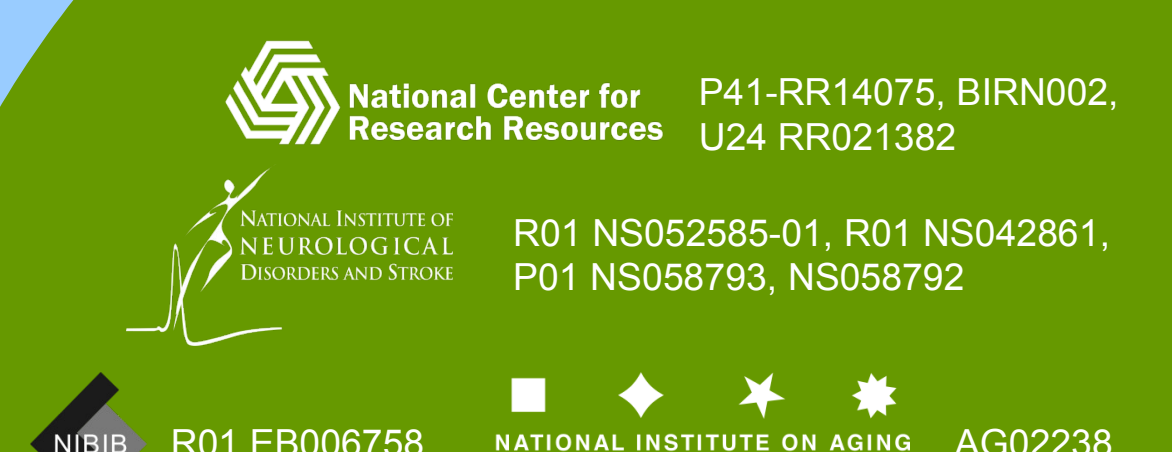 National Center for
Research Resources
P41-RR14075, BIRN002,
U24 RR021382
NATIONAL INSTITUTE OF
NEUROLOGICAL
DISORDERS AND STROKE
R01 NS052585-01, R01 NS042861,
P01 NS058793, NS058792
NIBIB
R01 EB006758
NATIONAL INSTITUTE ON AGING
AG02238